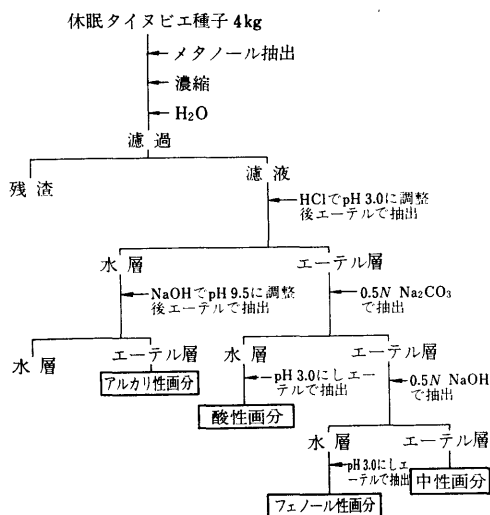 休眠タイヌビエ種子4kg
メタノール抽出
濃縮
H₂O
濾過
残渣
濾液
HClでpH 3.0に調整
後エーテルで抽出
水層
エーテル層
NaOHでpH 9.5に調整
後エーテルで抽出
0.5N Na₂CO₃
で抽出
水層
エーテル層
アルカリ性画分
水層
エーテル層
pH 3.0にしエー
テルで抽出
0.5N NaOH
で抽出
酸性画分
水層
エーテル層
pH 3.0にしエ
ーテルで抽出
中性画分
フェノール性画分